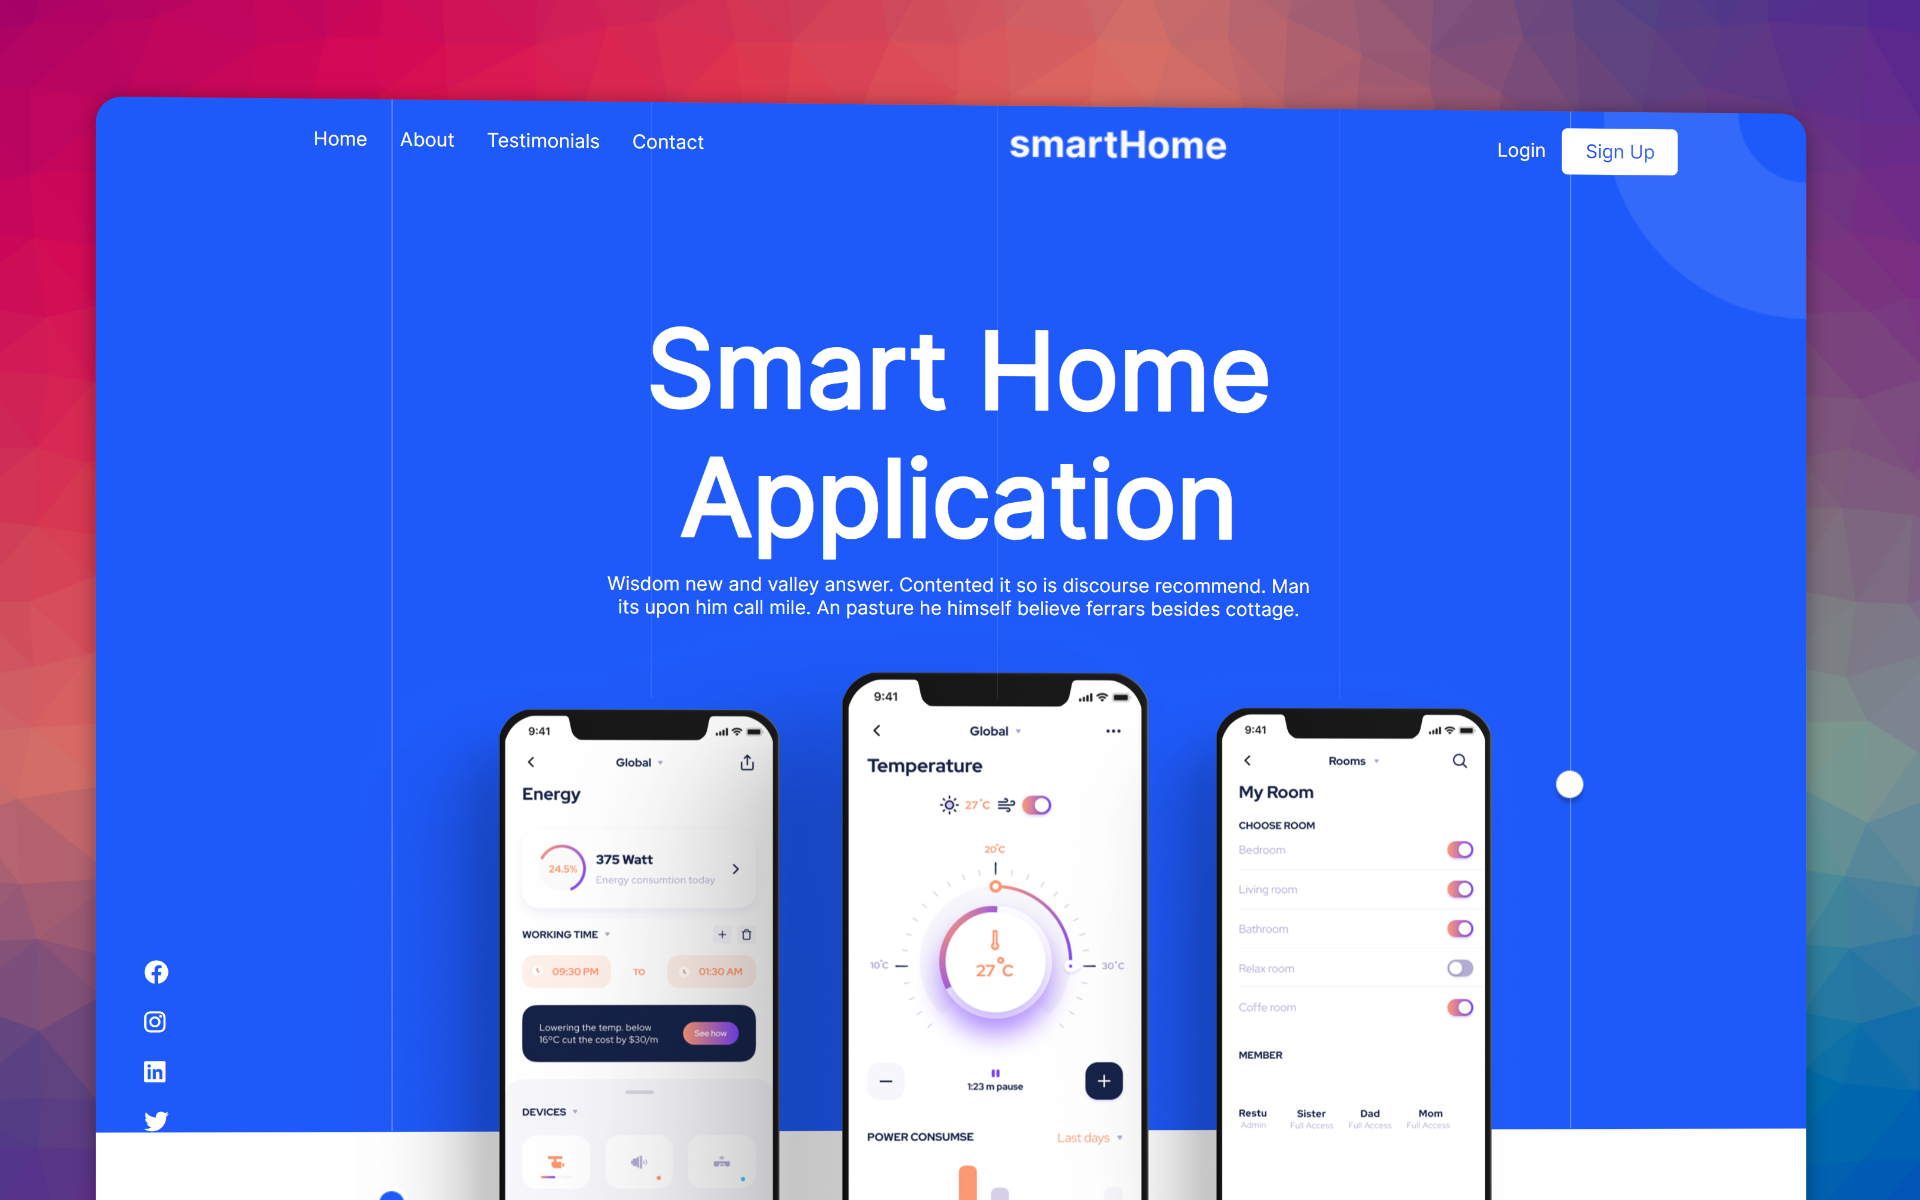 Home About Testimonials Contact
smartHome
Login Sign Up
Smart Home
Application
Wisdom new and valley answer. Contented it so is discourse recommend. Man
its upon him call mile. An pasture he himself believe ferrars besides cottage.
9:41
Global
Energy
24.5%
375 Watt
Energy consumtion today
WORKING TIME
09:30 PM TO 01:30 AM
Lowering the temp. below
16ºC cut the cost by $30/m
See how
DEVICES
9:41
Global
Temperature
27°C
20°C
10°C
27°C
30°C
1:23 m pause
POWER CONSUMSE
Last days
9:41
Rooms
My Room
CHOOSE ROOM
Bedroom
Living room
Bathroom
Relax room
Coffe room
MEMBER
Restu Sister Dad Mom
Admin Full Access Full Access Full Access